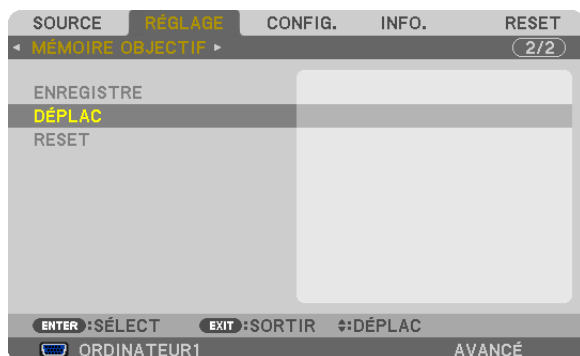 SOURCE RÉGLAGE CONFIG. INFO. RESET
◂ MÉMOIRE OBJECTIF ▸ 2/2
ENREGISTRE
DÉPLAC
RESET
ENTER:SÉLECT EXIT:SORTIR ♦:DÉPLAC
ORDINATEUR1 AVANCÉ